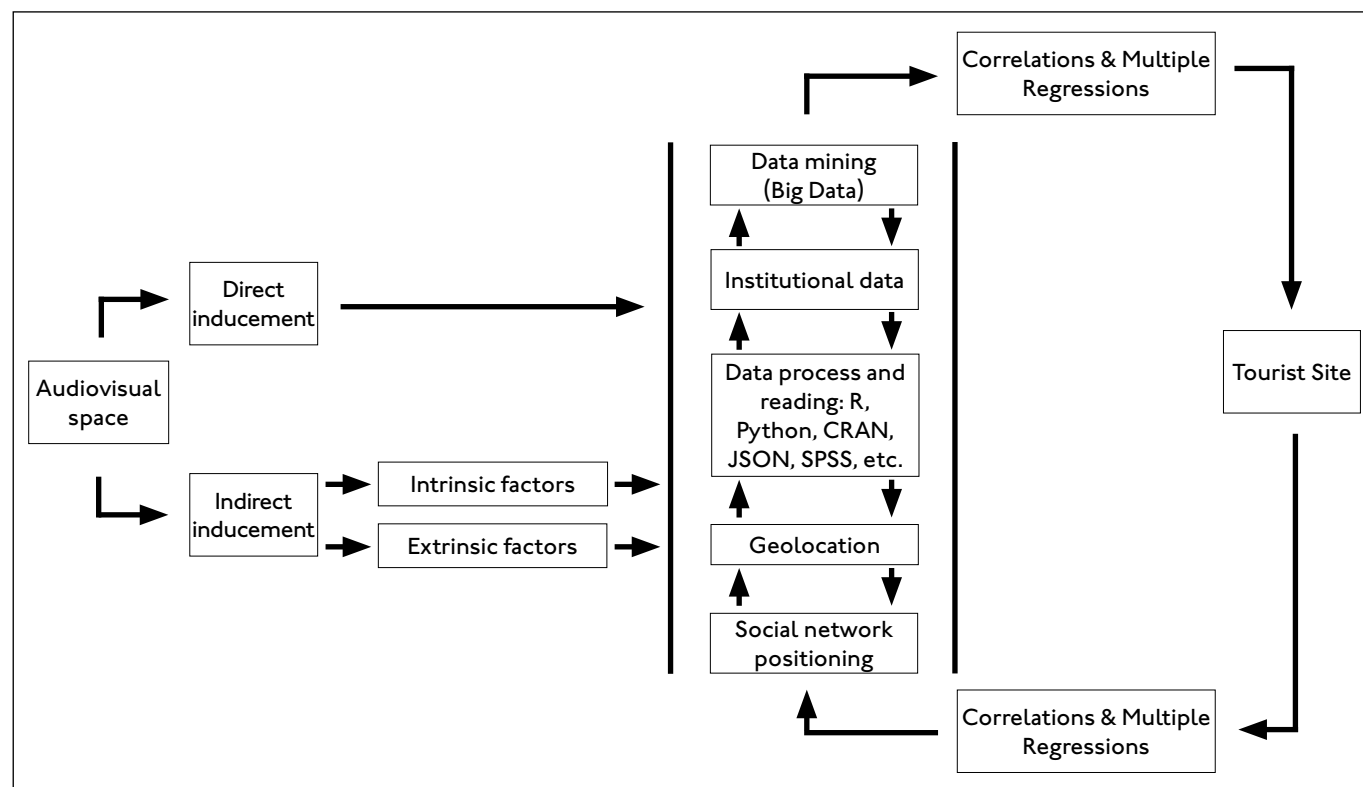 Correlations & Multiple
Regressions
Data mining
(Big Data)
Institutional data
Direct
inducement
Audiovisual
space
Data process and
reading: R,
Python, CRAN,
JSON, SPSS, etc.
Tourist Site
Indirect
inducement
Intrinsic factors
Extrinsic factors
Geolocation
Social network
positioning
Correlations & Multiple
Regressions